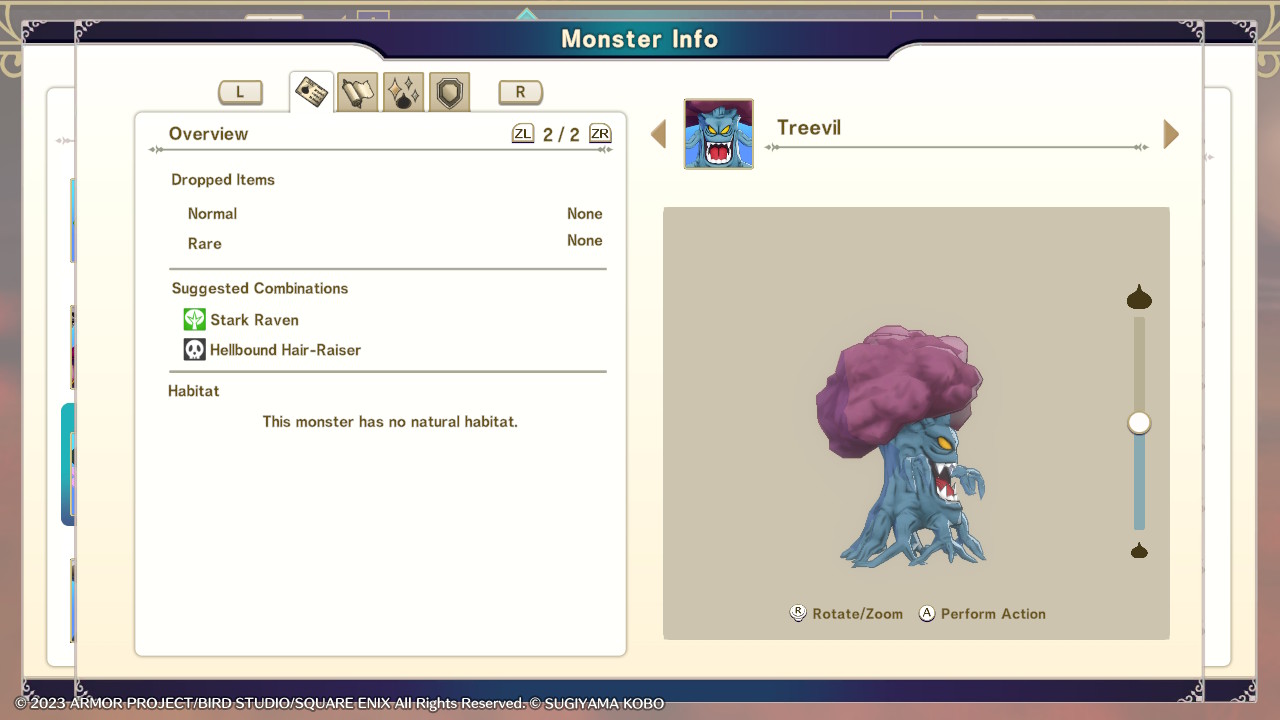 Monster Info
L
R
Overview
ZL 2 / 2 ZR
Dropped Items
Normal None
Rare None
Suggested Combinations
Stark Raven
Hellbound Hair-Raiser
Habitat
This monster has no natural habitat.
Treevil
R Rotate/Zoom A Perform Action
© 2023 ARMOR PROJECT/BIRD STUDIO/SQUARE ENIX All Rights Reserved. © SUGIYAMA KOBO